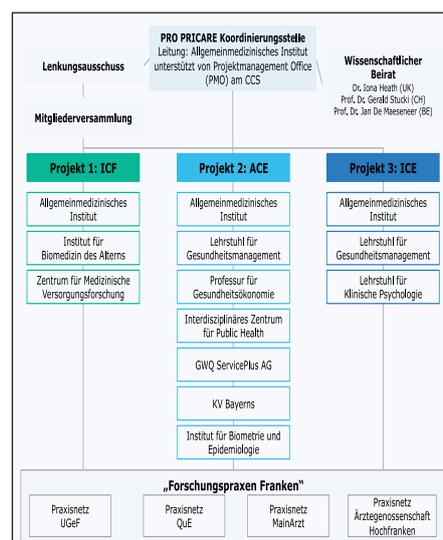 PRO PRICARE Koordinierungsstelle
Leitung: Allgemeinmedizinisches Institut
unterstützt von Projektmanagement Office
(PMO) am CCS
Lenkungsausschuss
Mitgliederversammlung
Wissenschaftlicher
Beirat
Dr. Iona Heath (UK)
Prof. Dr. Gerald Stucki (CH)
Prof. Dr. Jan De Maeseneer (BE)
Projekt 1: ICF
Allgemeinmedizinisches
Institut
Institut für
Biomedizin des Alterns
Zentrum für Medizinische
Versorgungsforschung
Projekt 2: ACE
Allgemeinmedizinisches
Institut
Lehrstuhl für
Gesundheitsmanagement
Professur für
Gesundheitsökonomie
Interdisziplinäres Zentrum
für Public Health
GWQ ServicePlus AG
KV Bayerns
Institut für Biometrie und
Epidemiologie
Projekt 3: ICE
Allgemeinmedizinisches
Institut
Lehrstuhl für
Gesundheitsmanagement
Lehrstuhl für
Klinische Psychologie
„Forschungspraxen Franken"
Praxisnetz
UGeF
Praxisnetz
QuE
Praxisnetz
MainArzt
Praxisnetz
Ärztegenossenschaft
Hochfranken